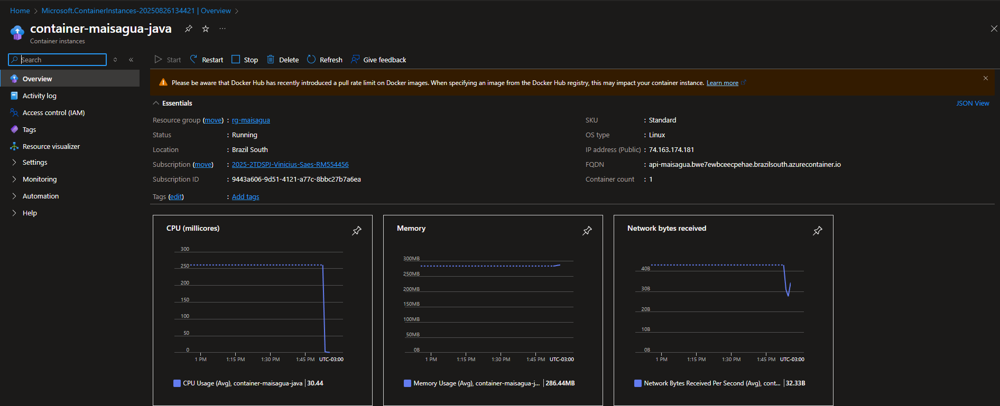 Home > Microsoft.ContainerInstances-20250826134421 | Overview >
container-maisagua-java
Container instances
Search
Start Restart Stop Delete Refresh Give feedback
Overview
Activity log
Access control (IAM)
Tags
Resource visualizer
Settings
Monitoring
Automation
Help
Please be aware that Docker Hub has recently introduced a pull rate limit on Docker images. When specifying an image from the Docker Hub registry, this may impact your container instance. Learn more
Essentials
JSON View
Resource group (move) : rg-maisagua
Status : Running
Location : Brazil South
Subscription (move) : 2025-2TDSPJ-Vinicius-Saes-RM554456
Subscription ID : 9443a606-9d51-4121-a77c-8bbc27b7a6ea
Tags (edit) : Add tags
SKU : Standard
OS type : Linux
IP address (Public) : 74.163.174.181
FQDN : api-maisagua.bwe7ewbceecpehae.brazilsouth.azurecontainer.io
Container count : 1
CPU (millicores)
300
250
200
150
100
50
0
1 PM 1:15 PM 1:30 PM 1:45 PM UTC-03:00
CPU Usage (Avg), container-maisagua-java | 30.44
Memory
300MB
250MB
200MB
150MB
100MB
50MB
0B
1 PM 1:15 PM 1:30 PM 1:45 PM UTC-03:00
Memory Usage (Avg), container-maisagua-j... | 286.44MB
Network bytes received
40B
30B
20B
10B
0B
1 PM 1:15 PM 1:30 PM 1:45 PM UTC-03:00
Network Bytes Received Per Second (Avg), cont... | 32.33B